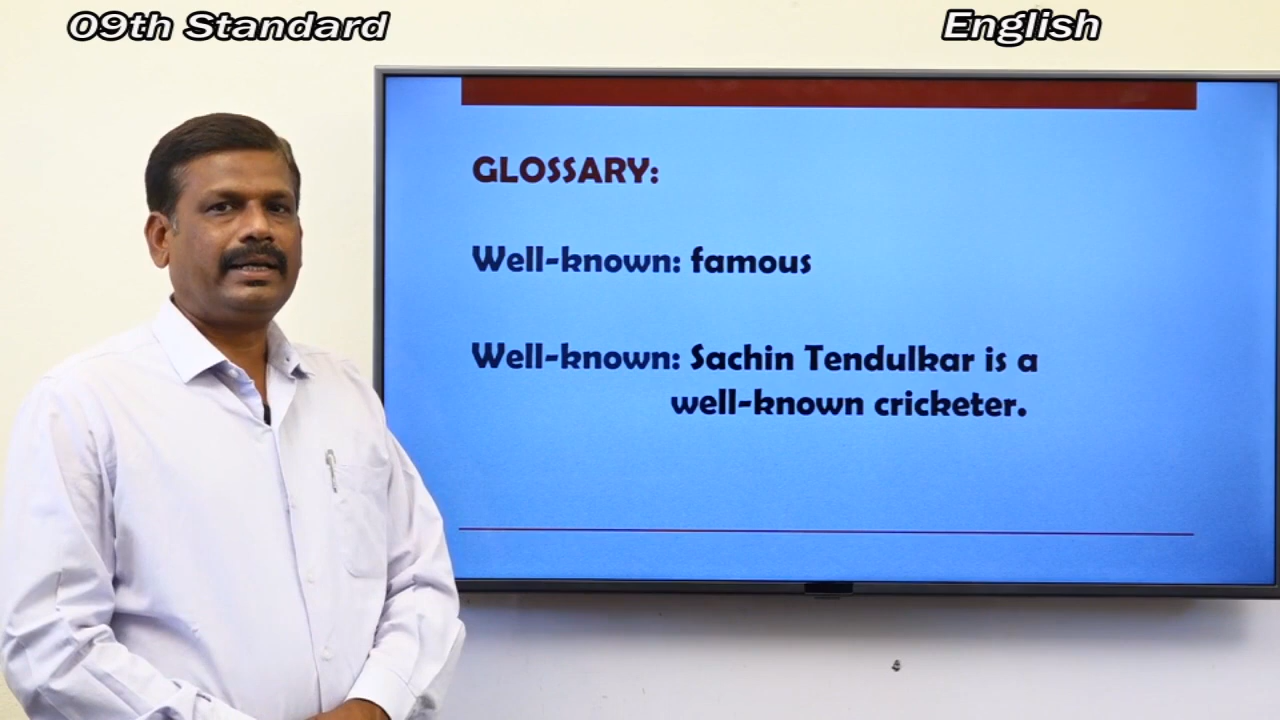 09th Standard
English
GLOSSARY:
Well-known: famous
Well-known: Sachin Tendulkar is a
well-known cricketer.